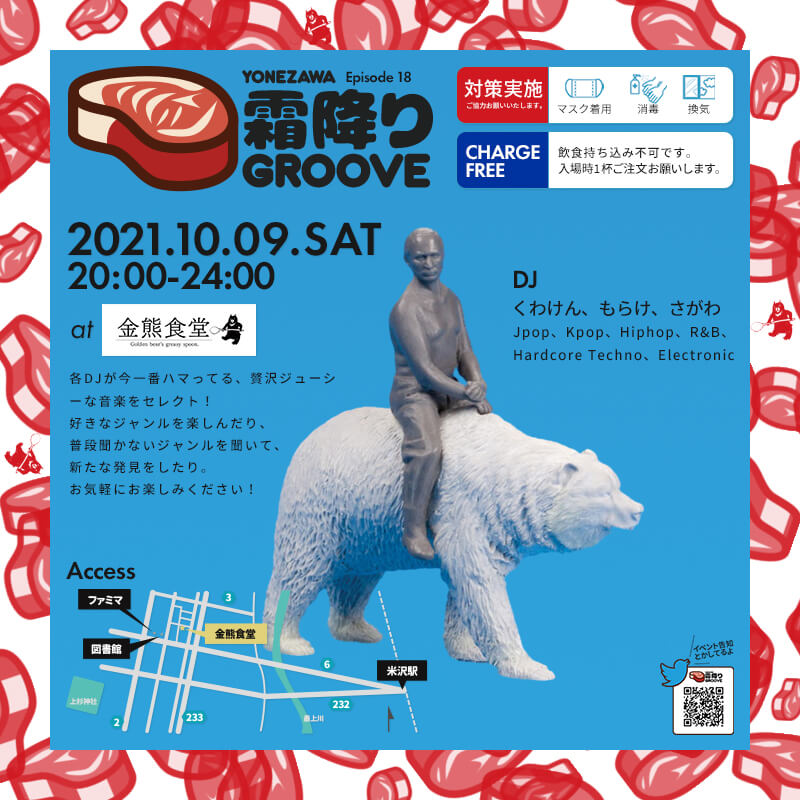 YONEZAWA Episode 18
霜降り
GROOVE
対策実施
ご協力お願いいたします。
マスク着用
消毒
換気
CHARGE
FREE
飲食持ち込み不可です。
入場時1杯ご注文お願いします。
2021.10.09.SAT
20:00-24:00
at
金熊食堂
Golden bear's greasy spoon.
DJ
くわけん、もらけ、さがわ
Jpop、Kpop、Hiphop、R&B、
Hardcore Techno、Electronic
各DJが今一番ハマってる、贅沢ジューシ
ーな音楽をセレクト！
好きなジャンルを楽しんだり、
普段聞かないジャンルを聞いて、
新たな発見をしたり。
お気軽にお楽しみください！
Access
ファミマ
3
金熊食堂
図書館
6
米沢駅
上杉神社
232
2
233
最上川
イベント告知
とかしてるよ
霜降り
GROOVE